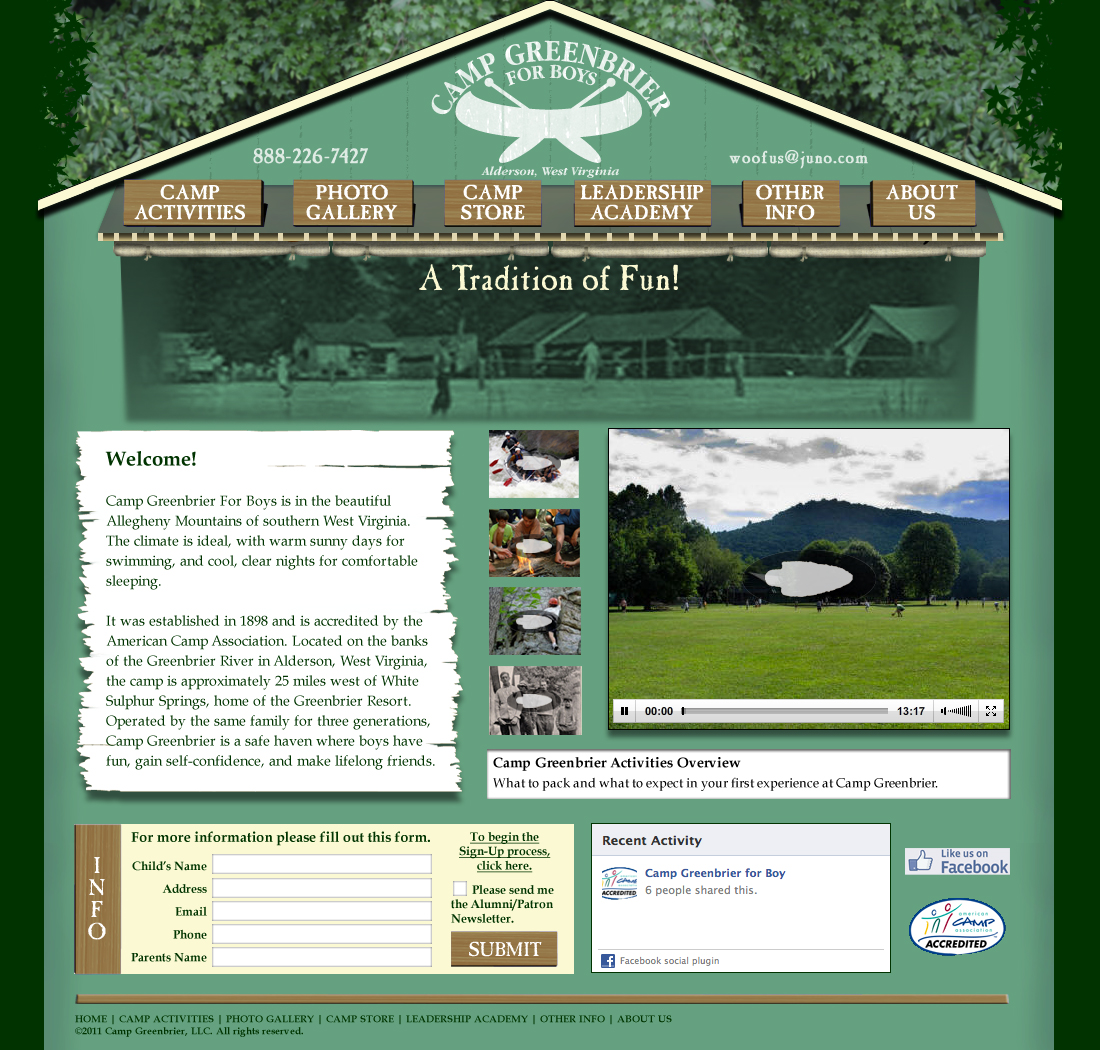 CAMP GREENBRIER
FOR BOYS
888-226-7427
woofus@juno.com
Alderson, West Virginia
CAMP
ACTIVITIES
PHOTO
GALLERY
CAMP
STORE
LEADERSHIP
ACADEMY
OTHER
INFO
ABOUT
US
A Tradition of Fun!
Welcome!
Camp Greenbrier For Boys is in the beautiful
Allegheny Mountains of southern West Virginia.
The climate is ideal, with warm sunny days for
swimming, and cool, clear nights for comfortable
sleeping.
It was established in 1898 and is accredited by the
American Camp Association. Located on the banks
of the Greenbrier River in Alderson, West Virginia,
the camp is approximately 25 miles west of White
Sulphur Springs, home of the Greenbrier Resort.
Operated by the same family for three generations,
Camp Greenbrier is a safe haven where boys have
fun, gain self-confidence, and make lifelong friends.
00:00
13:17
Camp Greenbrier Activities Overview
What to pack and what to expect in your first experience at Camp Greenbrier.
INFO
For more information please fill out this form.
Child's Name
Address
Email
Phone
Parents Name
To begin the
Sign-Up process,
click here.
Please send me
the Alumni/Patron
Newsletter.
SUBMIT
Recent Activity
ACCREDITED
Camp Greenbrier for Boy
6 people shared this.
Facebook social plugin
Like us on
Facebook
american
CAMP
association
ACCREDITED
HOME | CAMP ACTIVITIES | PHOTO GALLERY | CAMP STORE | LEADERSHIP ACADEMY | OTHER INFO | ABOUT US
©2011 Camp Greenbrier, LLC. All rights reserved.